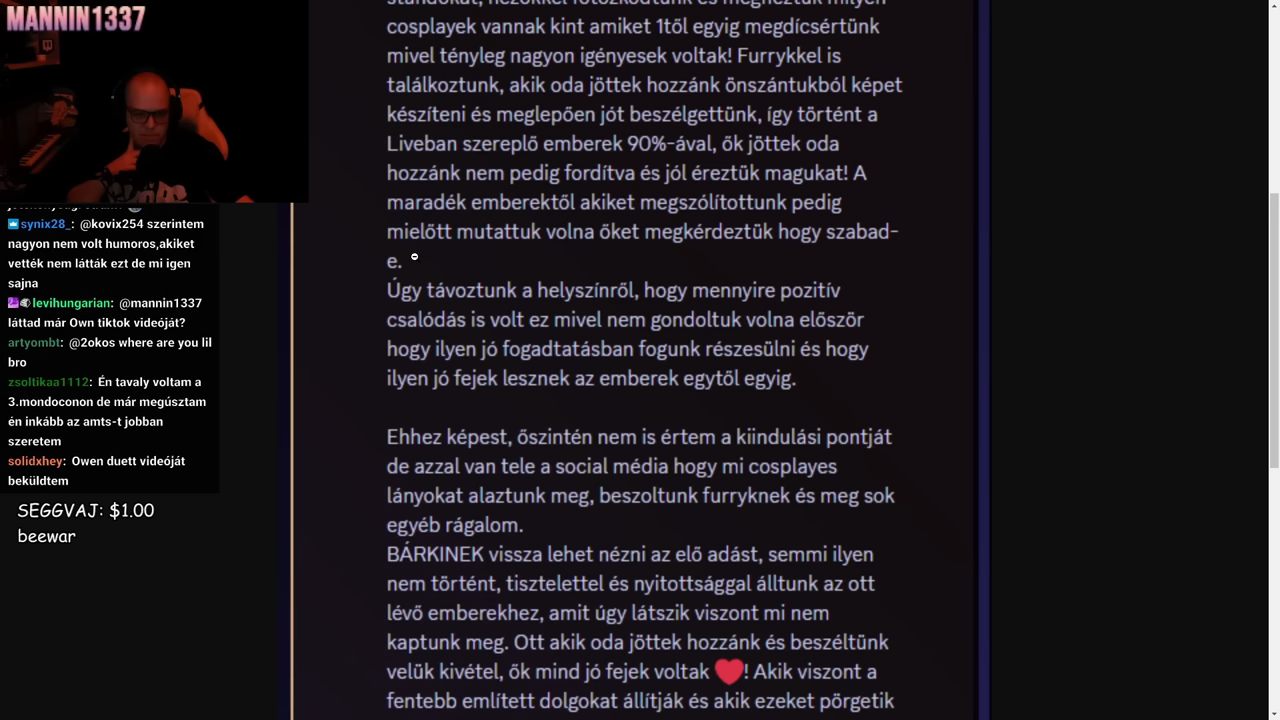 MANNIN1337
synix28_: @kovix254 szerintem
nagyon nem volt humoros,akiket
vették nem látták ezt de mi igen
sajna
levihungarian: @mannin1337
láttad már Own tiktok videóját?
artyombt: @2okos where are you lil
bro
zsoltikaa1112: Én tavaly voltam a
3.mondoconon de már megúsztam
én inkább az amts-t jobban
szeretem
solidxhey: Owen duett videóját
beküldtem
SEGGVAJ: $1.00
beewar
cosplayek vannak kint amiket 1től egyig megdícsértünk
mivel tényleg nagyon igényesek voltak! Furrykkel is
találkoztunk, akik oda jöttek hozzánk önszántukból képet
készíteni és meglepően jót beszélgettünk, így történt a
Liveban szereplő emberek 90%-ával, ők jöttek oda
hozzánk nem pedig fordítva és jól érezték magukat! A
maradék emberektől akiket megszólítottunk pedig
mielőtt mutattuk volna őket megkérdeztük hogy szabad-
e.
Úgy távoztunk a helyszínről, hogy mennyire pozitív
csalódás is volt ez mivel nem gondoltuk volna először
hogy ilyen jó fogadtatásban fogunk részesülni és hogy
ilyen jó fejek lesznek az emberek egytől egyig.
Ehhez képest, őszintén nem is értem a kiindulási pontját
de azzal van tele a social média hogy mi cosplayes
lányokat alaztunk meg, beszoltunk furryknek és meg sok
egyéb rágalom.
BÁRKINEK vissza lehet nézni az elő adást, semmi ilyen
nem történt, tisztelettel és nyitottsággal álltunk az ott
lévő emberekhez, amit úgy látszik viszont mi nem
kaptunk meg. Ott akik oda jöttek hozzánk és beszéltünk
velük kivétel, ők mind jó fejek voltak ❤! Akik viszont a
fentebb említett dolgokat állítják és akik ezeket pörgetik